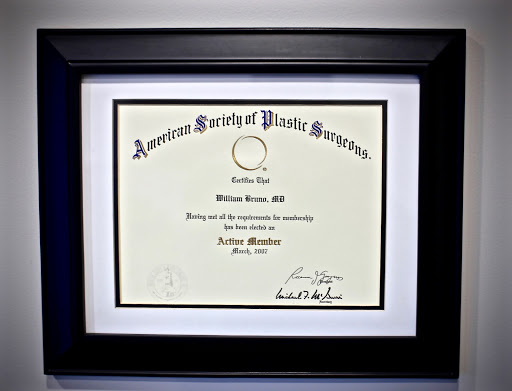 American Society of Plastic Surgeons.
Certifies That
William Bruno, MD
Having met all the requirements for membership
has been elected an
Active Member
March, 2007